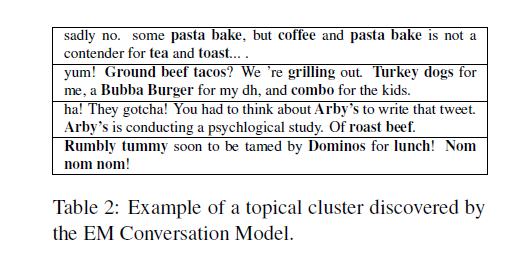 sadly no. some pasta bake, but coffee and pasta bake is not a
contender for tea and toast... .
yum! Ground beef tacos? We 're grilling out. Turkey dogs for
me, a Bubba Burger for my dh, and combo for the kids.
ha! They gotcha! You had to think about Arby's to write that tweet.
Arby's is conducting a psychlogical study. Of roast beef.
Rumbly tummy soon to be tamed by Dominos for lunch! Nom
nom nom!
Table 2: Example of a topical cluster discovered by
the EM Conversation Model.